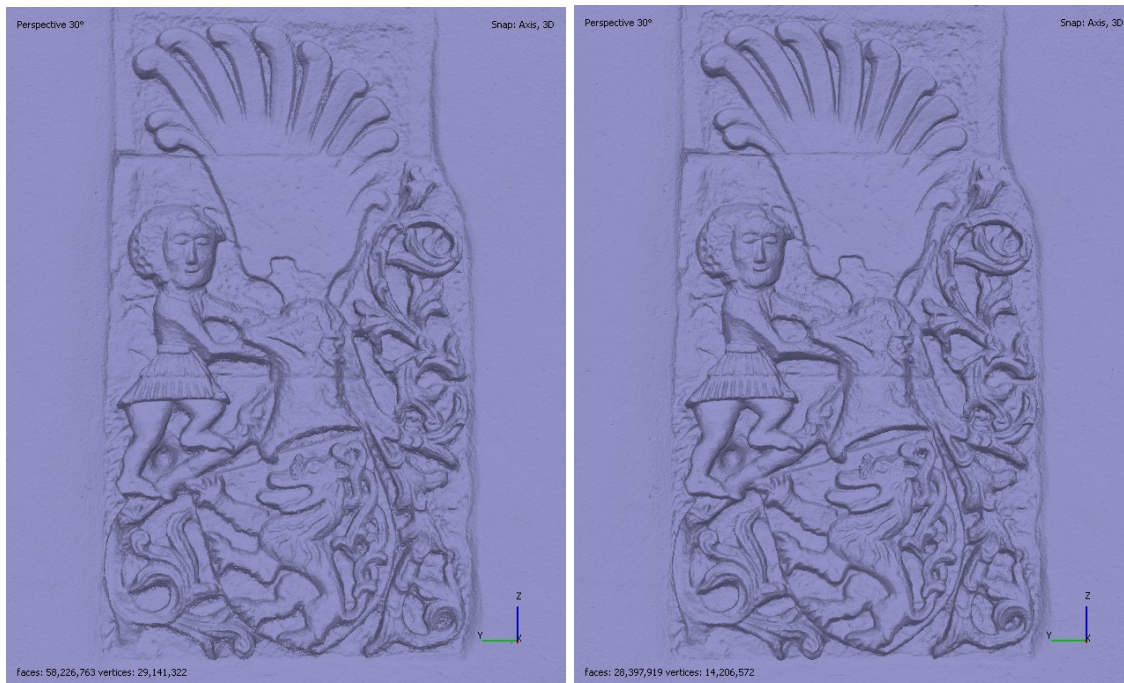 Perspective 30° Snap: Axis, 3D
Z
Y X
faces: 58,226,763 vertices: 29,141,322
Perspective 30° Snap: Axis, 3D
Z
Y X
faces: 28,397,919 vertices: 14,206,572